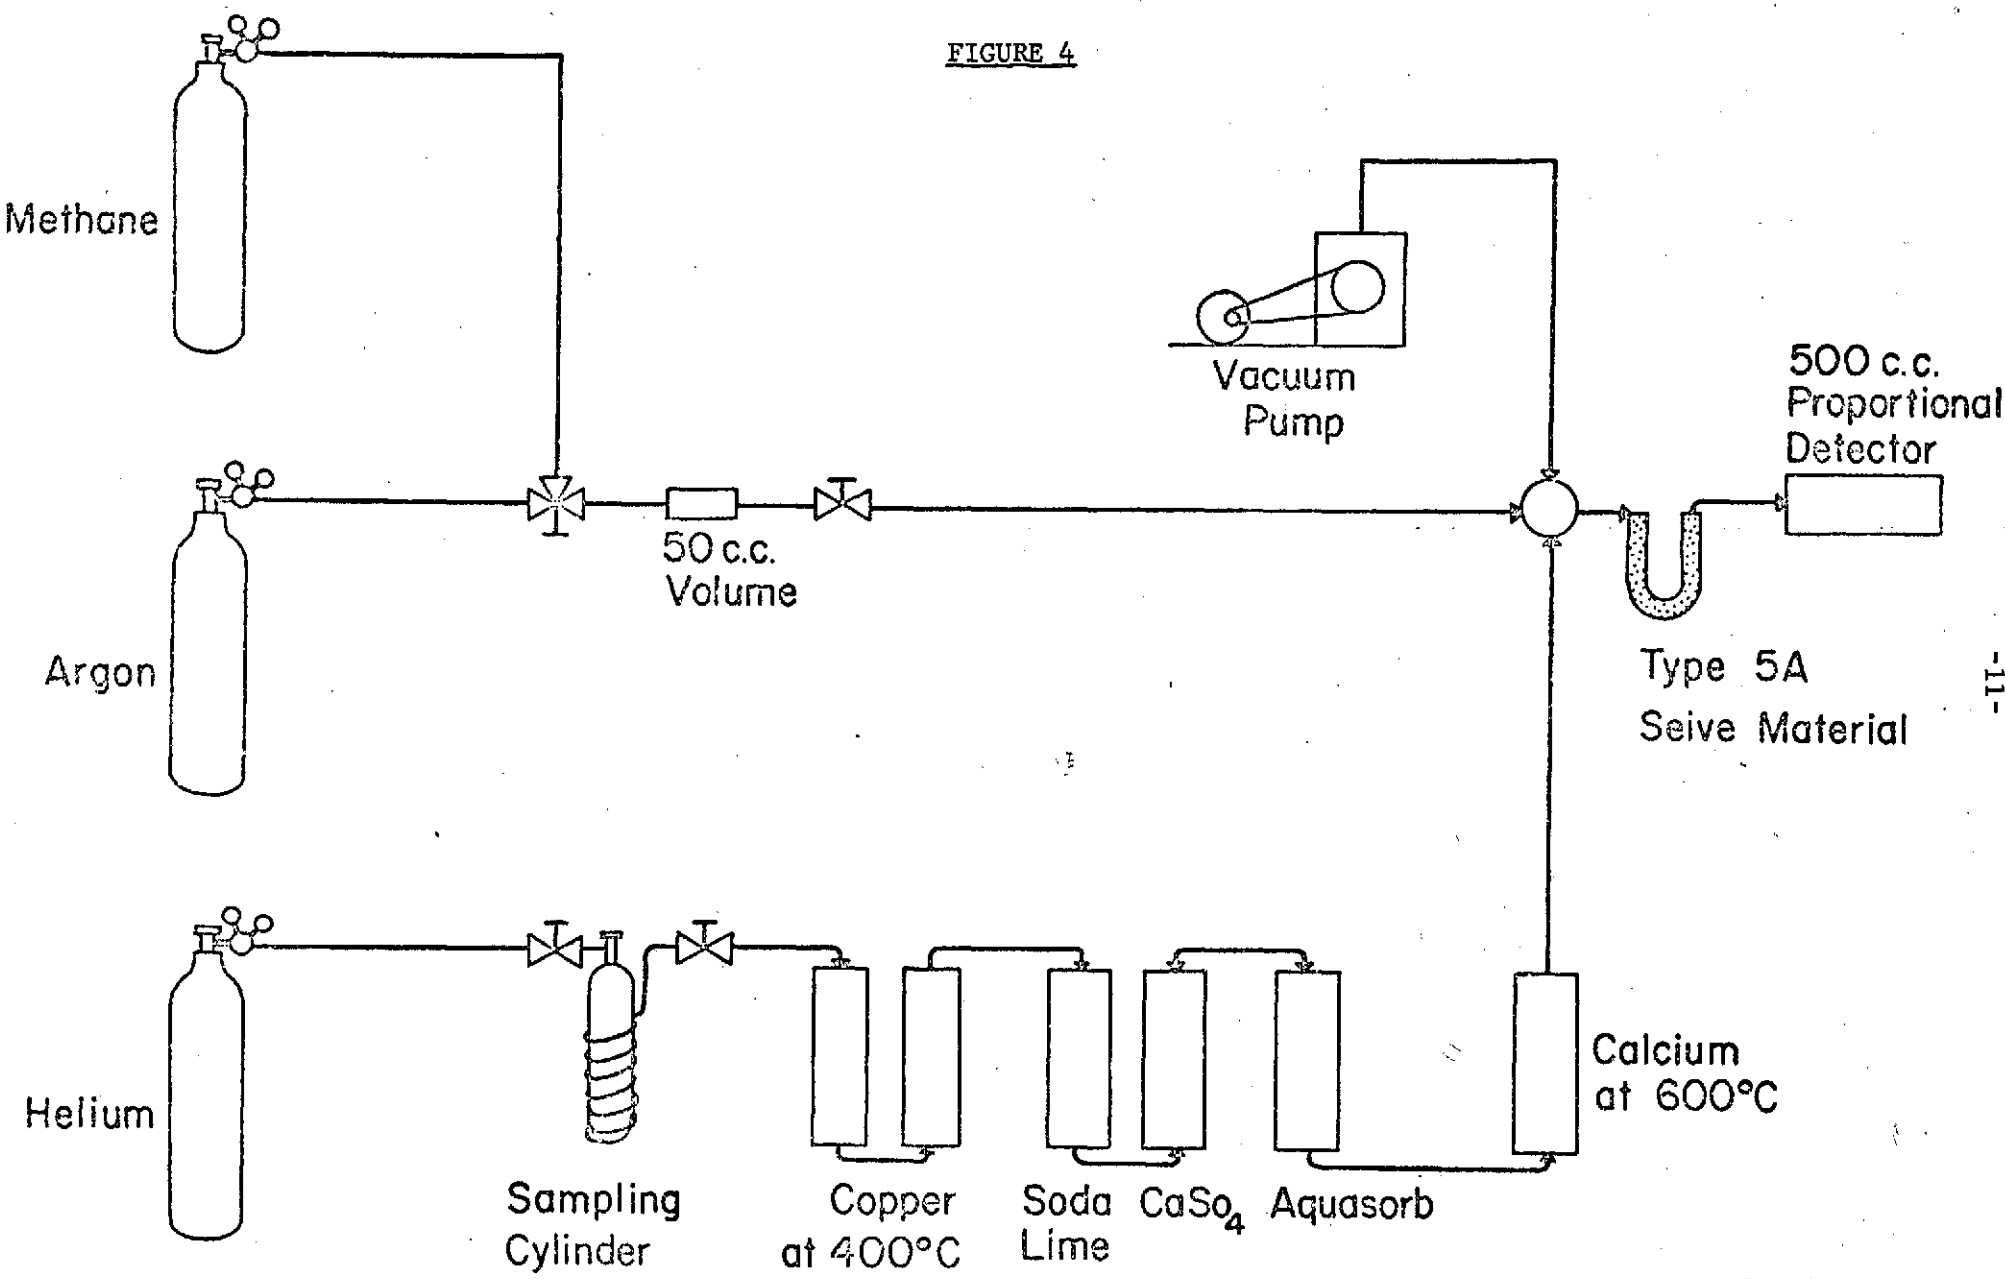 FIGURE 4
Methane
Vacuum
Pump
500 c.c.
Proportional
Detector
50 c.c.
Volume
Argon
Type 5A
Seive Material
-11-
Helium
Calcium
at 600°C
Sampling
Cylinder
Copper
at 400°C
Soda
Lime
CaSo4
Aquasorb